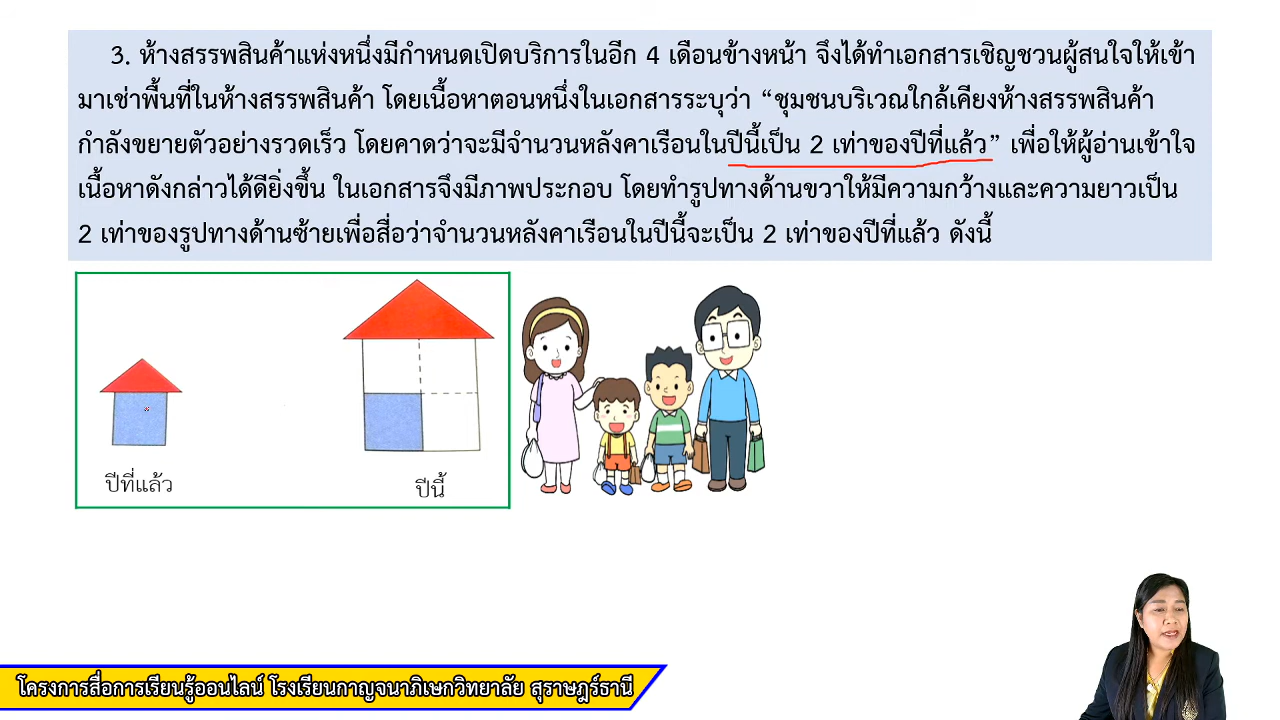 3. ห้างสรรพสินค้าแห่งหนึ่งมีกำหนดเปิดบริการในอีก 4 เดือนข้างหน้า จึงได้ทำเอกสารเชิญชวนผู้สนใจให้เข้า
มาเช่าพื้นที่ในห้างสรรพสินค้า โดยเนื้อหาตอนหนึ่งในเอกสารระบุว่า “ชุมชนบริเวณใกล้เคียงห้างสรรพสินค้า
กำลังขยายตัวอย่างรวดเร็ว โดยคาดว่าจะมีจำนวนหลังคาเรือนในปีนี้เป็น 2 เท่าของปีที่แล้ว” เพื่อให้ผู้อ่านเข้าใจ
เนื้อหาดังกล่าวได้ดียิ่งขึ้น ในเอกสารจึงมีภาพประกอบ โดยทำรูปทางด้านขวาให้มีความกว้างและความยาวเป็น
2 เท่าของรูปทางด้านซ้ายเพื่อสื่อว่าจำนวนหลังคาเรือนในปีนี้จะเป็น 2 เท่าของปีที่แล้ว ดังนี้
ปีที่แล้ว
ปีนี้
โครงการสื่อการเรียนรู้ออนไลน์ โรงเรียนกาญจนาภิเษกวิทยาลัย สุราษฎร์ธานี